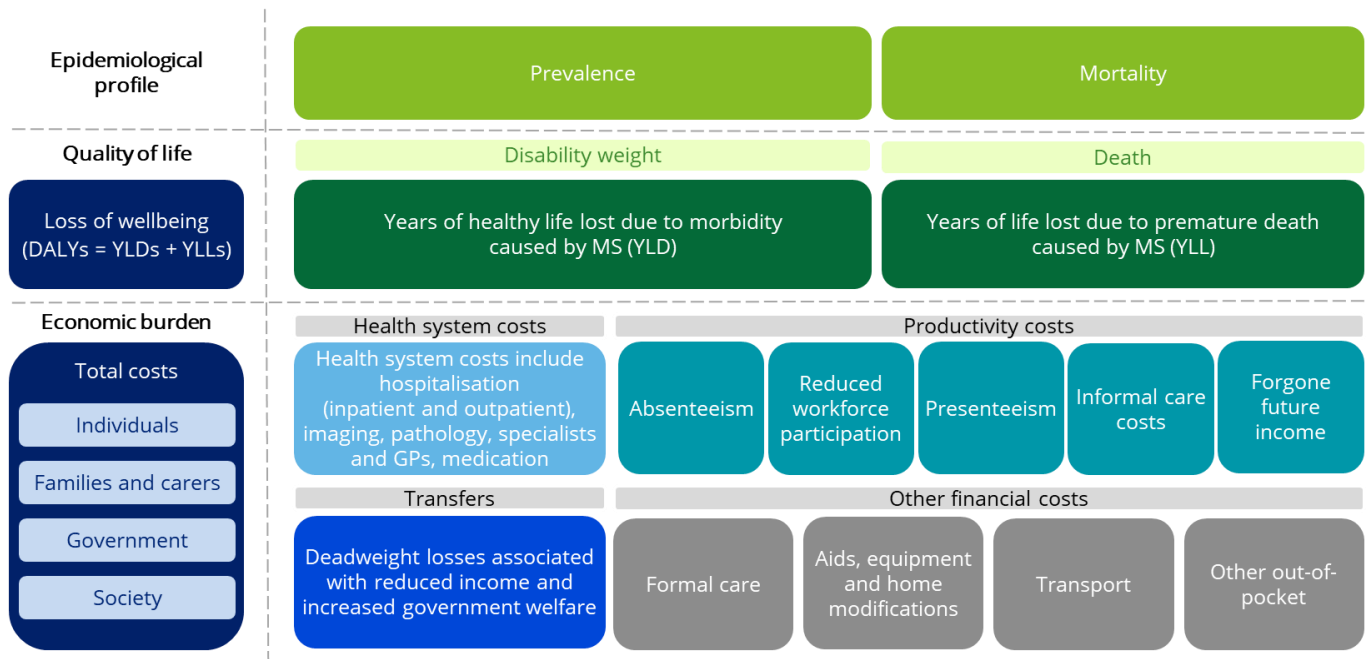 Epidemiological
profile
Prevalence
Mortality
Quality of life
Disability weight
Death
Loss of wellbeing
(DALYs = YLDs + YLLs)
Years of healthy life lost due to morbidity
caused by MS (YLD)
Years of life lost due to premature death
caused by MS (YLL)
Economic burden
Total costs
Individuals
Families and carers
Government
Society
Health system costs
Health system costs include
hospitalisation
(inpatient and outpatient),
imaging, pathology, specialists
and GPs, medication
Productivity costs
Absenteeism
Reduced
workforce
participation
Presenteeism
Informal care
costs
Forgone
future
income
Transfers
Deadweight losses associated
with reduced income and
increased government welfare
Other financial costs
Formal care
Aids, equipment
and home
modifications
Transport
Other out-of-
pocket